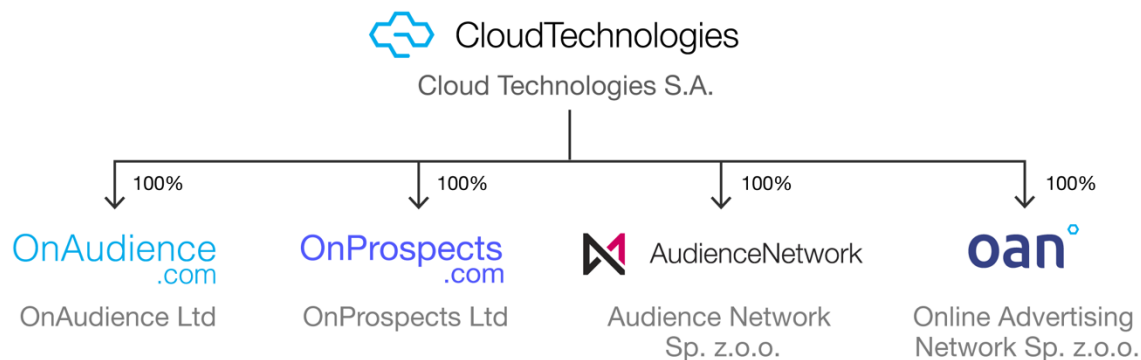 CloudTechnologies
Cloud Technologies S.A.
100% 100% 100% 100%
OnAudience
.com
OnProspects
.com
AudienceNetwork
oan
OnAudience Ltd
OnProspects Ltd
Audience Network
Sp. z.o.o.
Online Advertising
Network Sp. z.o.o.